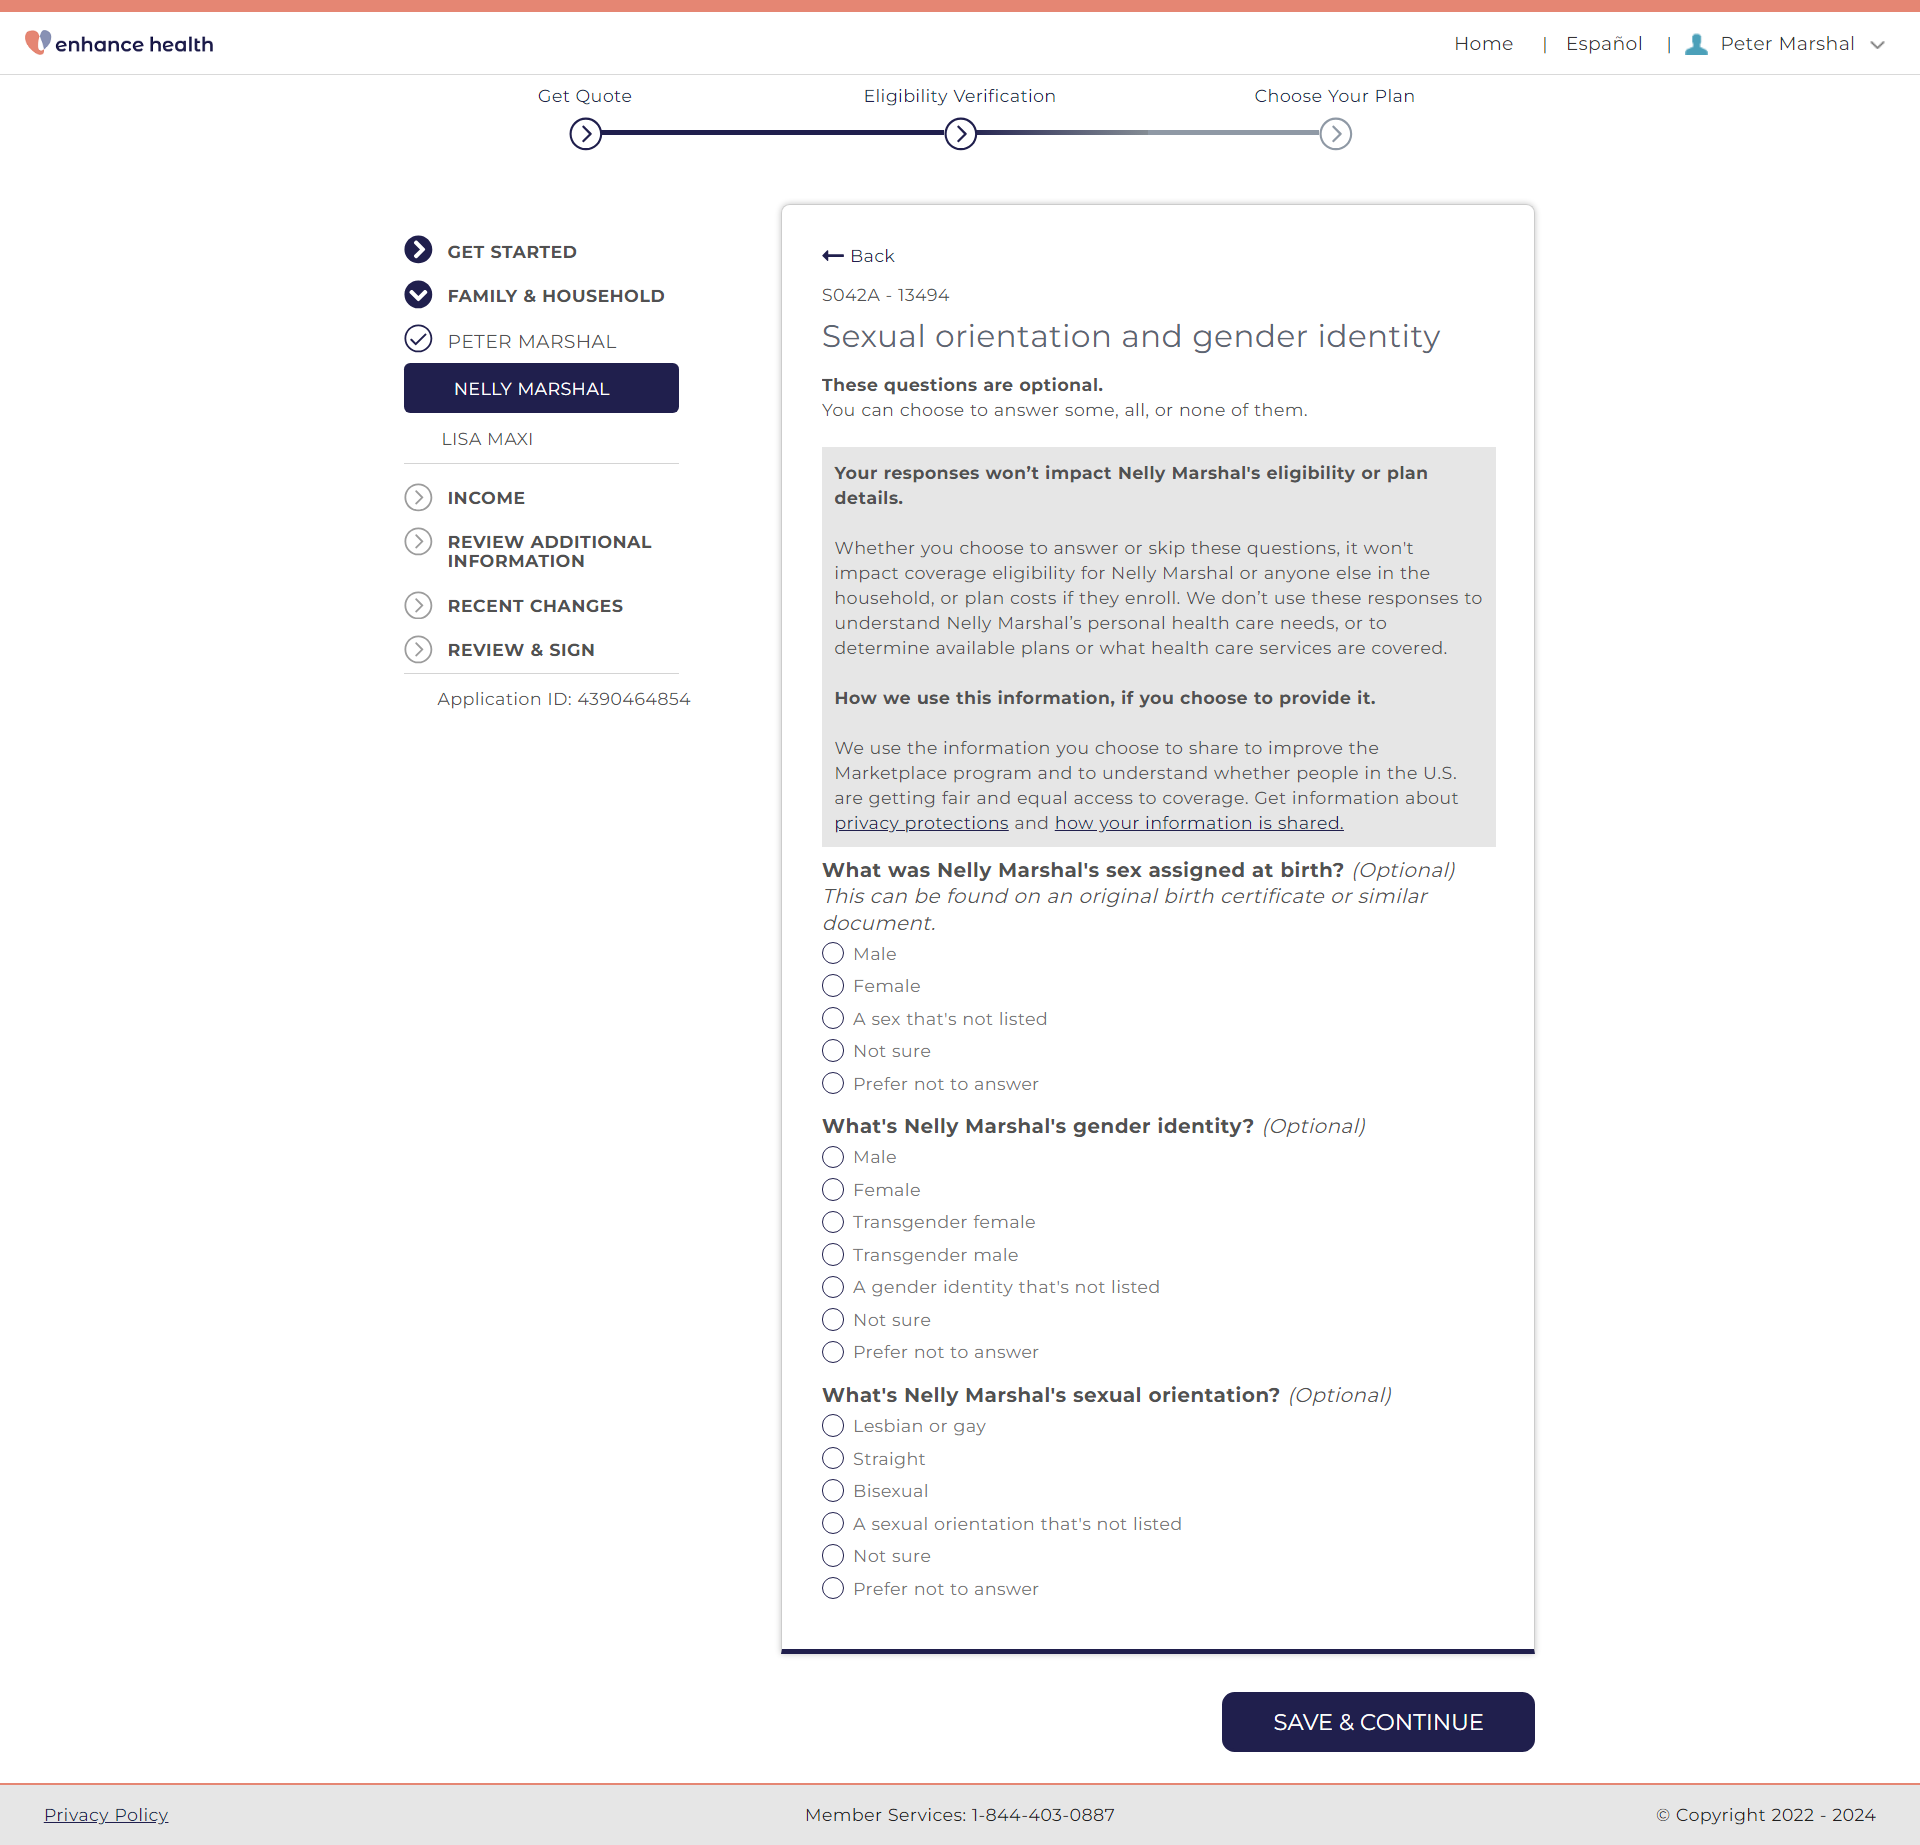 enhance health
Home | Español | Peter Marshal
Get Quote
Eligibility Verification
Choose Your Plan
GET STARTED
FAMILY & HOUSEHOLD
PETER MARSHAL
NELLY MARSHAL
LISA MAXI
INCOME
REVIEW ADDITIONAL
INFORMATION
RECENT CHANGES
REVIEW & SIGN
Application ID: 4390464854
Back
S042A - 13494
Sexual orientation and gender identity
These questions are optional.
You can choose to answer some, all, or none of them.
Your responses won’t impact Nelly Marshal's eligibility or plan
details.
Whether you choose to answer or skip these questions, it won't
impact coverage eligibility for Nelly Marshal or anyone else in the
household, or plan costs if they enroll. We don’t use these responses to
understand Nelly Marshal’s personal health care needs, or to
determine available plans or what health care services are covered.
How we use this information, if you choose to provide it.
We use the information you choose to share to improve the
Marketplace program and to understand whether people in the U.S.
are getting fair and equal access to coverage. Get information about
privacy protections and how your information is shared.
What was Nelly Marshal's sex assigned at birth? (Optional)
This can be found on an original birth certificate or similar
document.
Male
Female
A sex that's not listed
Not sure
Prefer not to answer
What's Nelly Marshal's gender identity? (Optional)
Male
Female
Transgender female
Transgender male
A gender identity that's not listed
Not sure
Prefer not to answer
What's Nelly Marshal's sexual orientation? (Optional)
Lesbian or gay
Straight
Bisexual
A sexual orientation that's not listed
Not sure
Prefer not to answer
SAVE & CONTINUE
Privacy Policy
Member Services: 1-844-403-0887
© Copyright 2022 - 2024